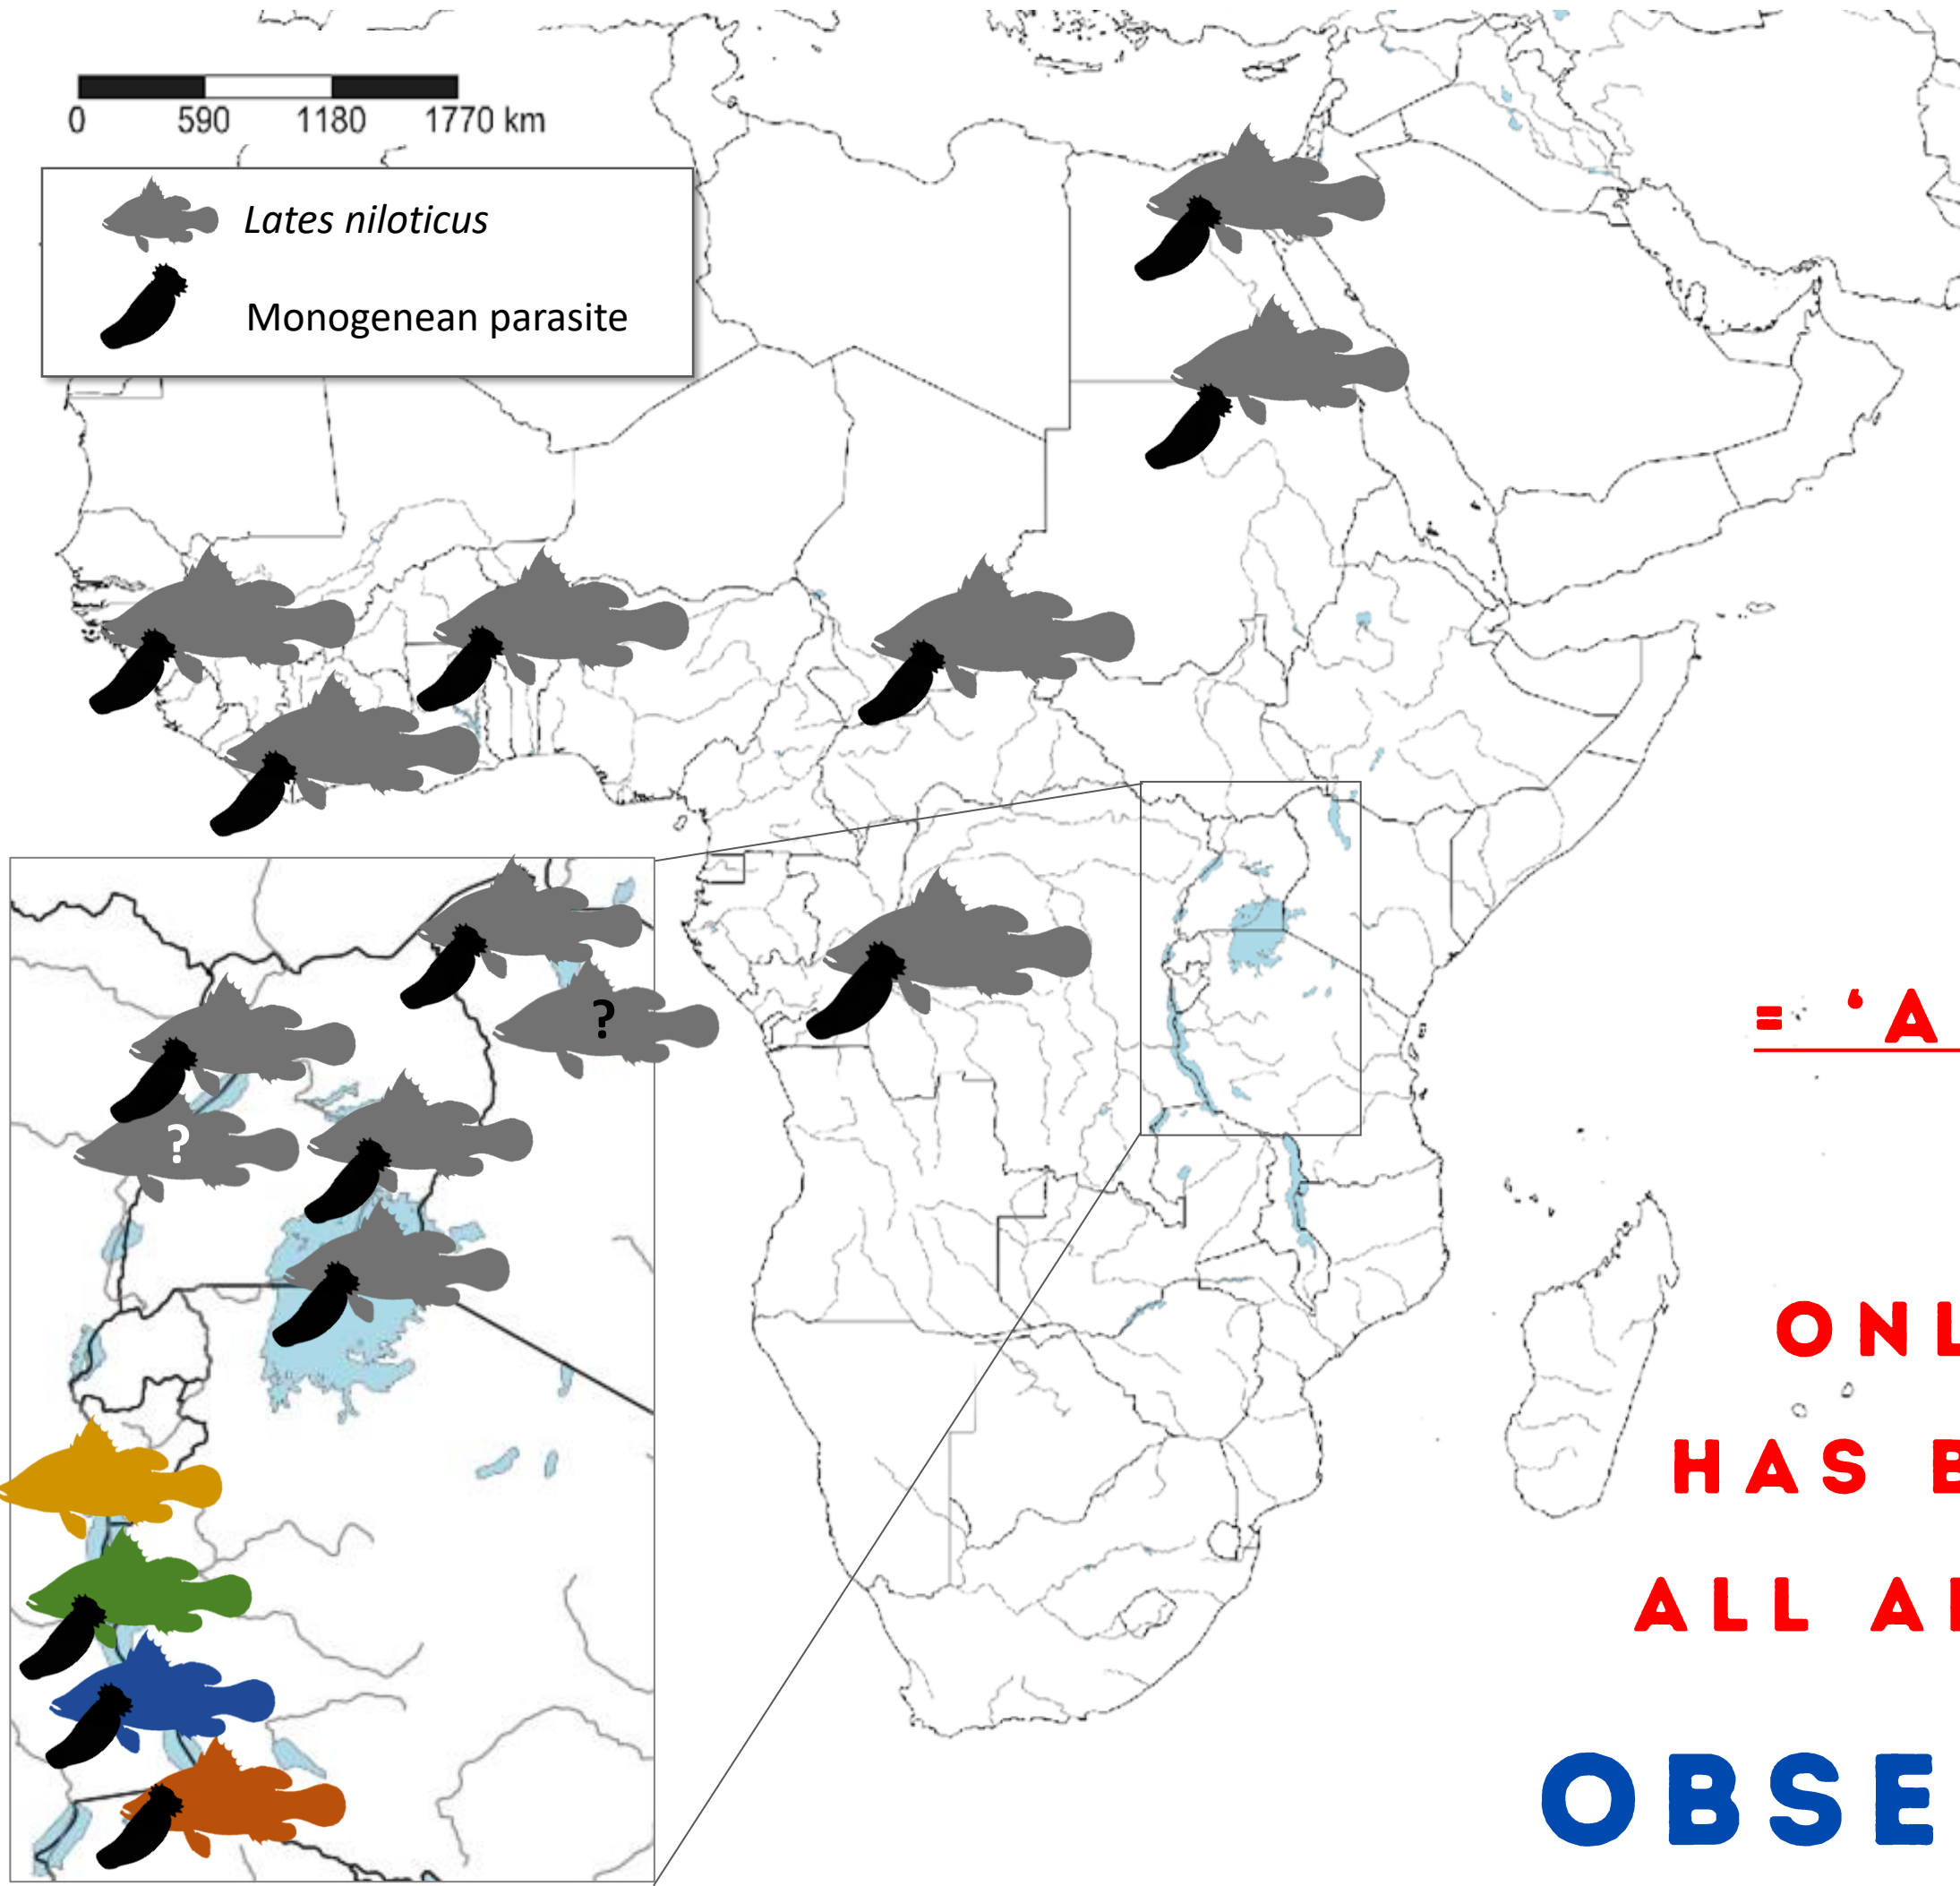 0 590 1180 1770 km
Lates niloticus
Monogenean parasite
?
?
= ‘A
ONL
HAS B
ALL A
OBSE